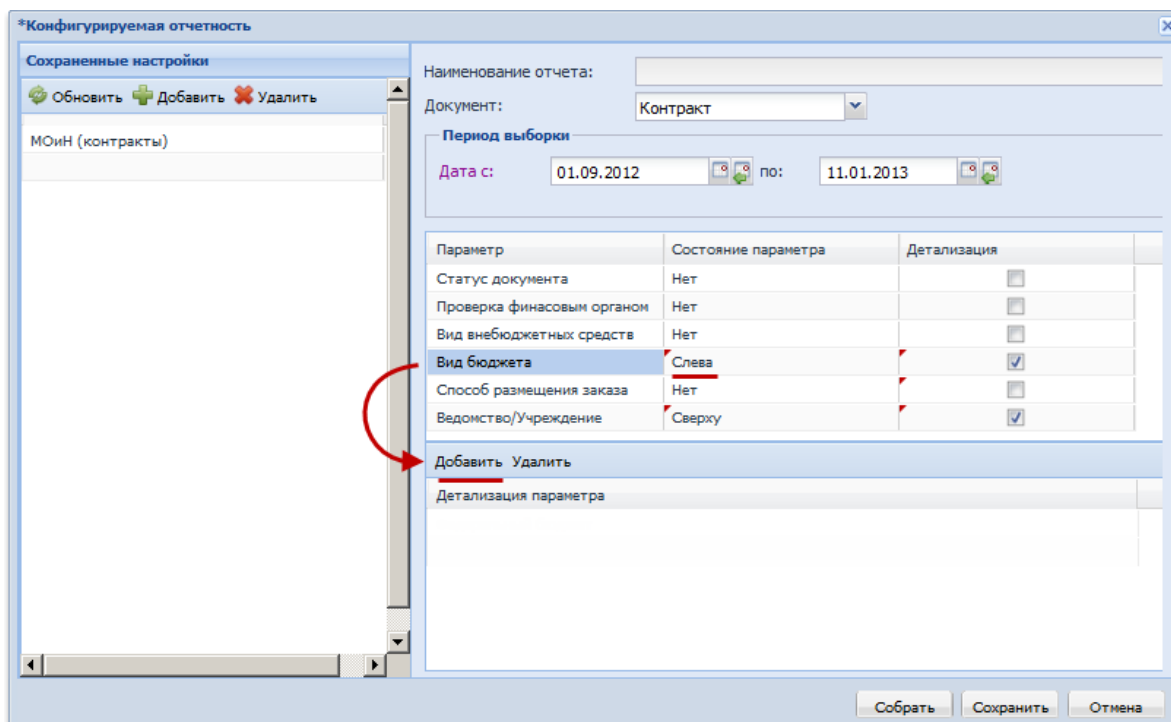 *Конфигурируемая отчетность
Сохраненные настройки
Обновить Добавить Удалить
МОиН (контракты)
Наименование отчета:
Документ: Контракт
Период выборки
Дата с: 01.09.2012 по: 11.01.2013
Параметр Состояние параметра Детализация
Статус документа Нет
Проверка финасовым органом Нет
Вид внебюджетных средств Нет
Вид бюджета Слева
Способ размещения заказа Нет
Ведомство/Учреждение Сверху
Добавить Удалить
Детализация параметра
Собрать Сохранить Отмена